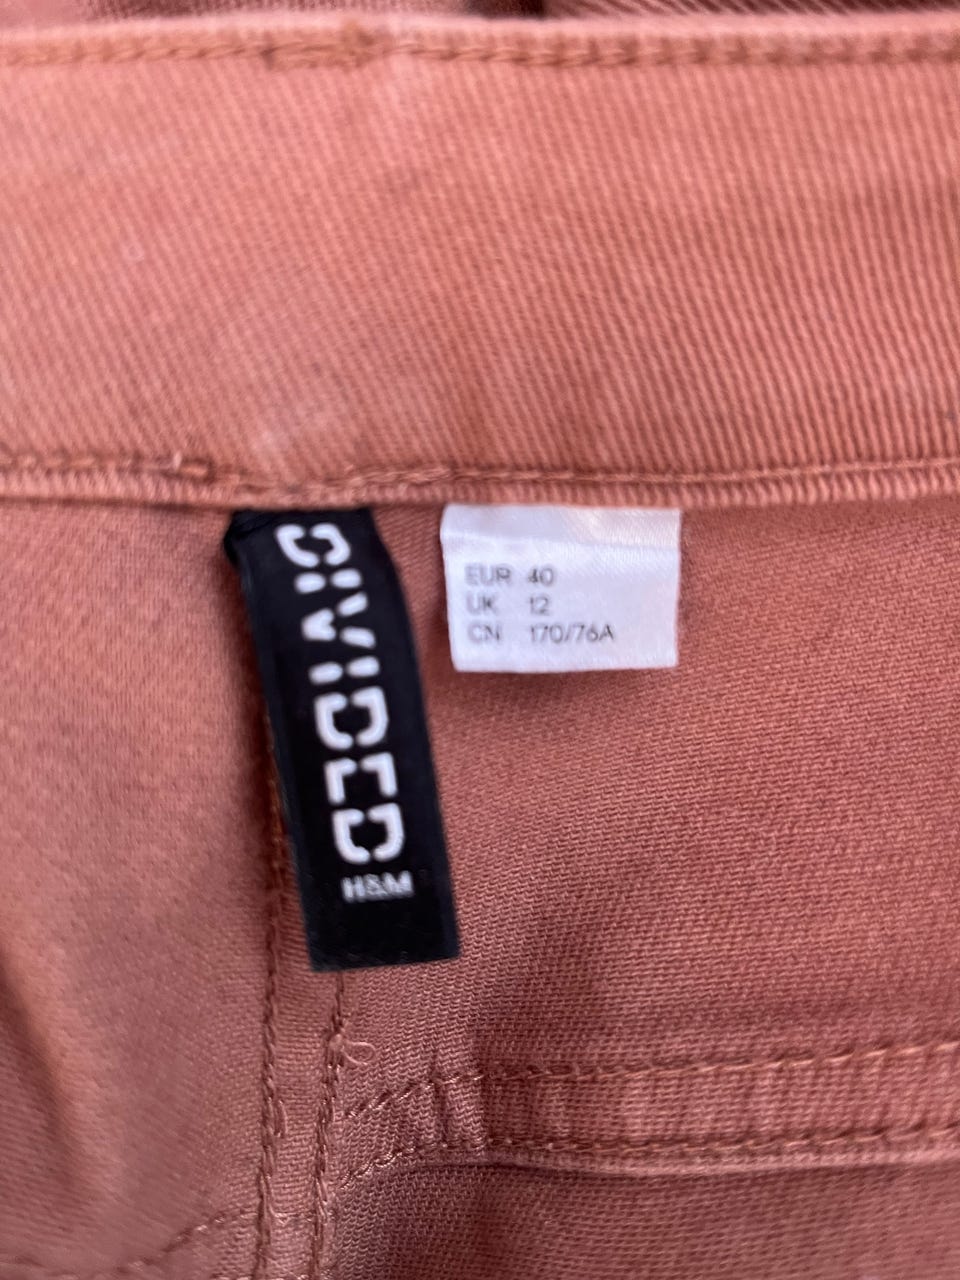 DIVIDED
H&M
EUR 40
UK 12
CN 170/76A